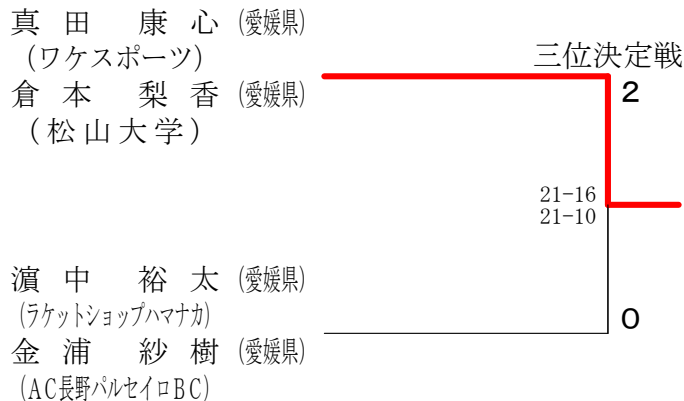 真田 康心 (愛媛県)
(ワケスポーツ)
三位決定戦
倉本 梨香 (愛媛県)
2
(松山大学)
21-16
21-10
濵中 裕太 (愛媛県)
(ラケットショップハマナカ)
0
金浦 紗樹 (愛媛県)
(AC長野パルセイロBC)